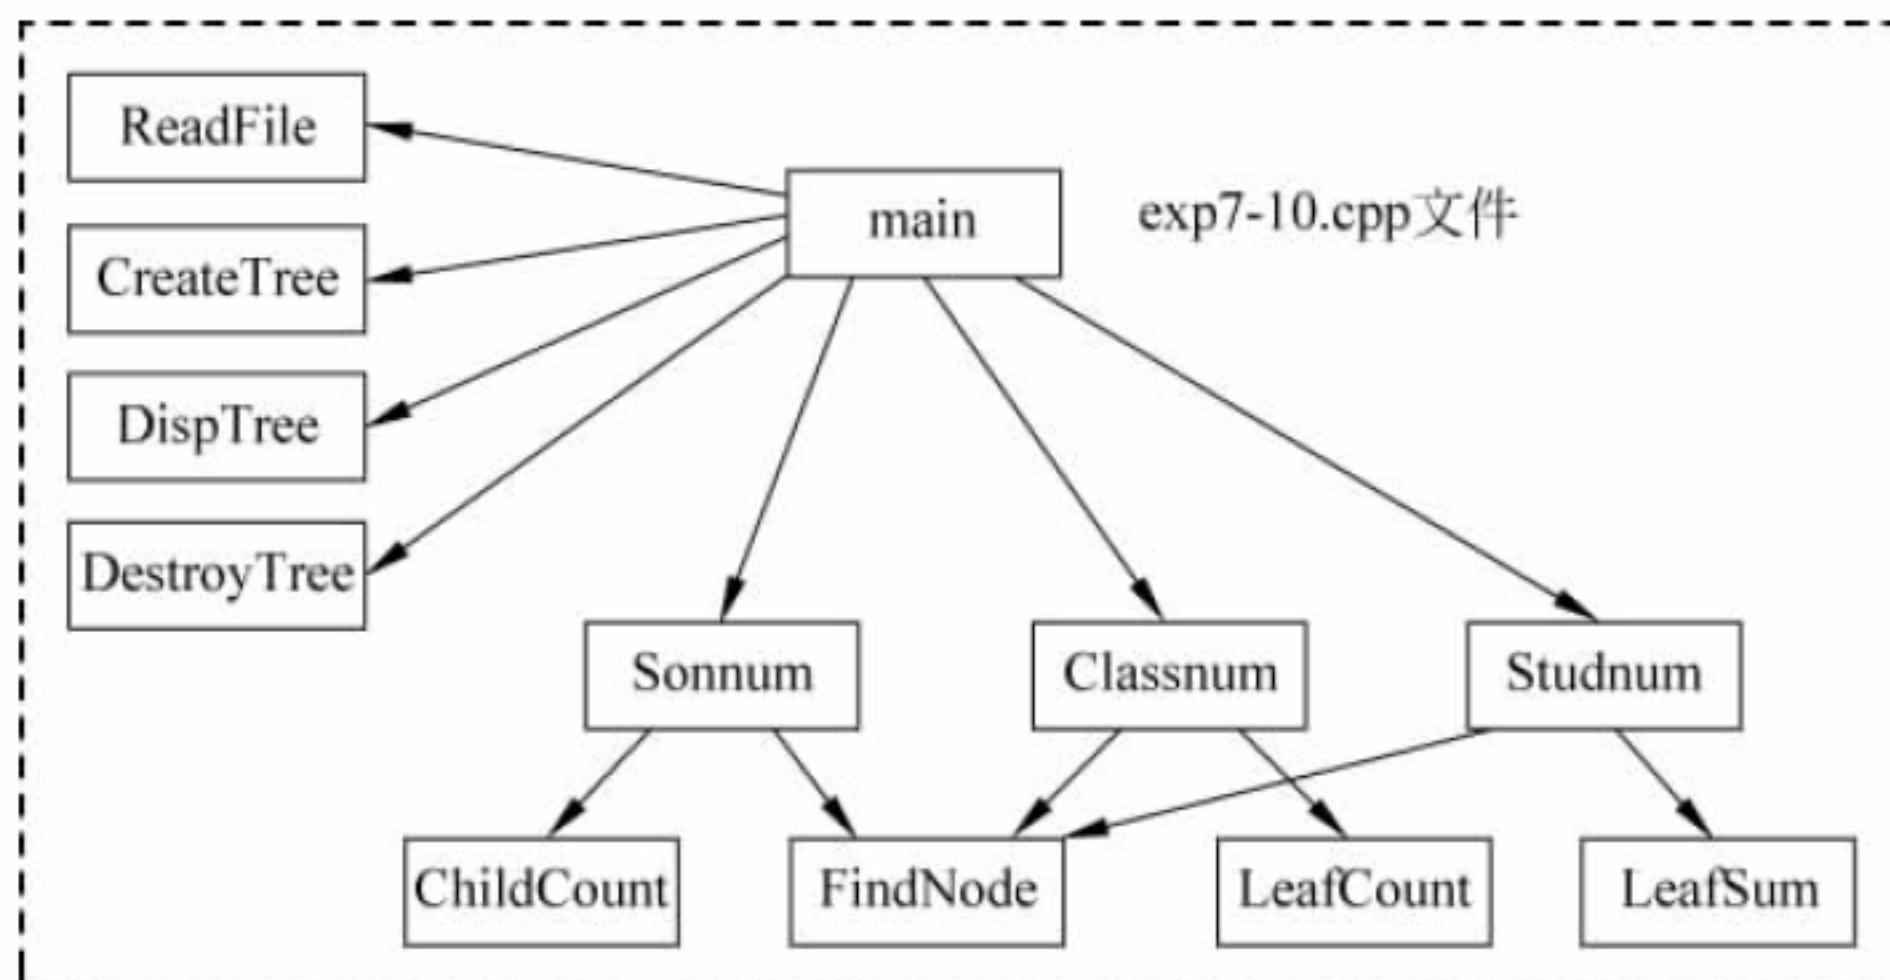 ReadFile
main
exp7-10.cpp文件
CreateTree
DispTree
DestroyTree
Sonnum
Classnum
Studnum
ChildCount
FindNode
LeafCount
LeafSum